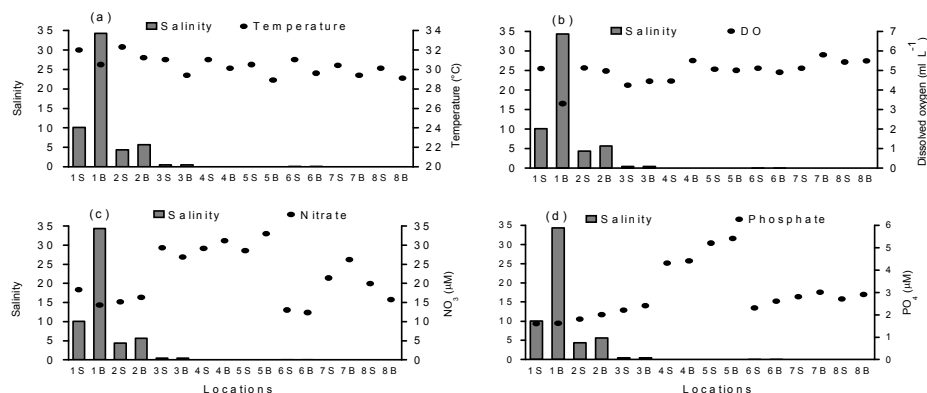 (a) Salinity Temperature
35 30 25 20 15 10 5 0
Salinity
34 32 30 28 26 24 22 20
Temperature (°C)
1S 1B 2S 2B 3S 3B 4S 4B 5S 5B 6S 6B 7S 7B 8S 8B
(b) Salinity DO
35 30 25 20 15 10 5 0
7 6 5 4 3 2 1 0
Dissolved oxygen (ml L-1)
1S 1B 2S 2B 3S 3B 4S 4B 5S 5B 6S 6B 7S 7B 8S 8B
(c) Salinity Nitrate
35 30 25 20 15 10 5 0
Salinity
35 30 25 20 15 10 5 0
NO3 (µM)
1S 1B 2S 2B 3S 3B 4S 4B 5S 5B 6S 6B 7S 7B 8S 8B
Locations
(d) Salinity Phosphate
35 30 25 20 15 10 5 0
6 5 4 3 2 1 0
PO4 (µM)
1S 1B 2S 2B 3S 3B 4S 4B 5S 5B 6S 6B 7S 7B 8S 8B
Locations